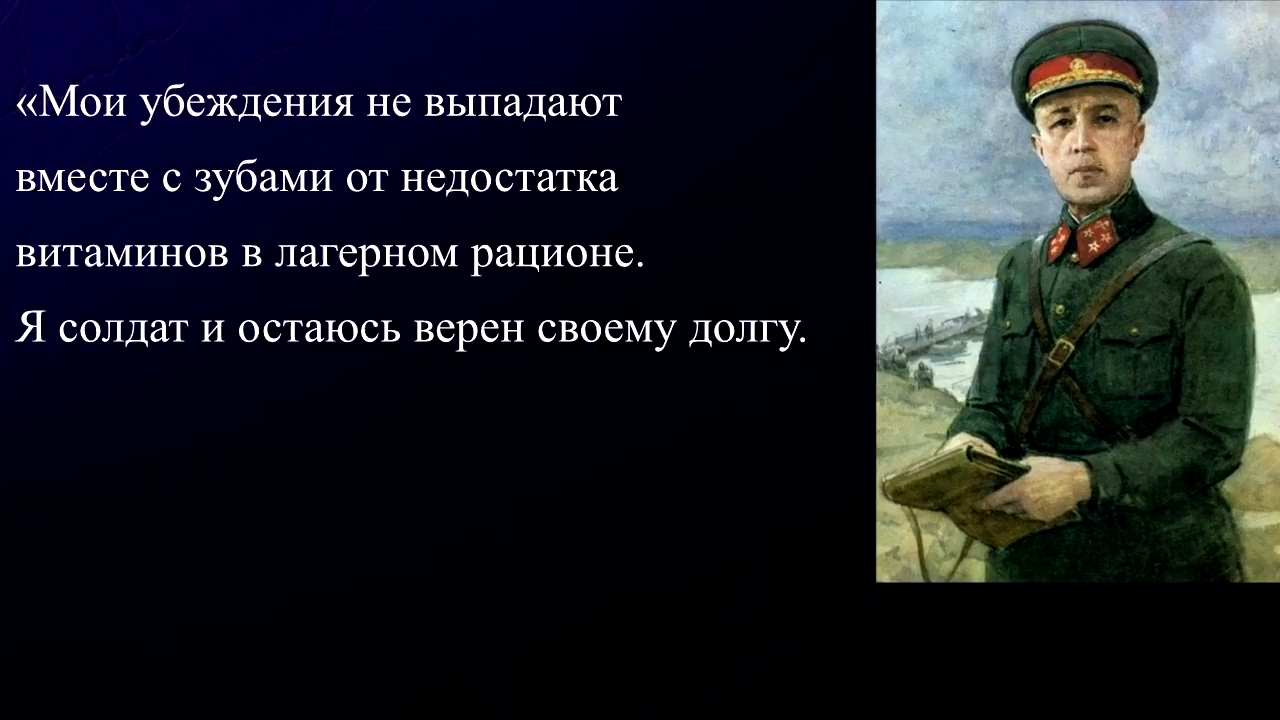 «Мои убеждения не выпадают
вместе с зубами от недостатка
витаминов в лагерном рационе.
Я солдат и остаюсь верен своему долгу.